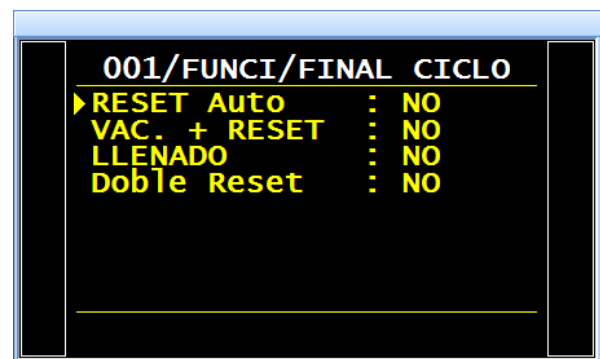 001/FUNCI/FINAL CICLO
RESET Auto : NO
VAC. + RESET : NO
LLENADO : NO
Doble Reset : NO